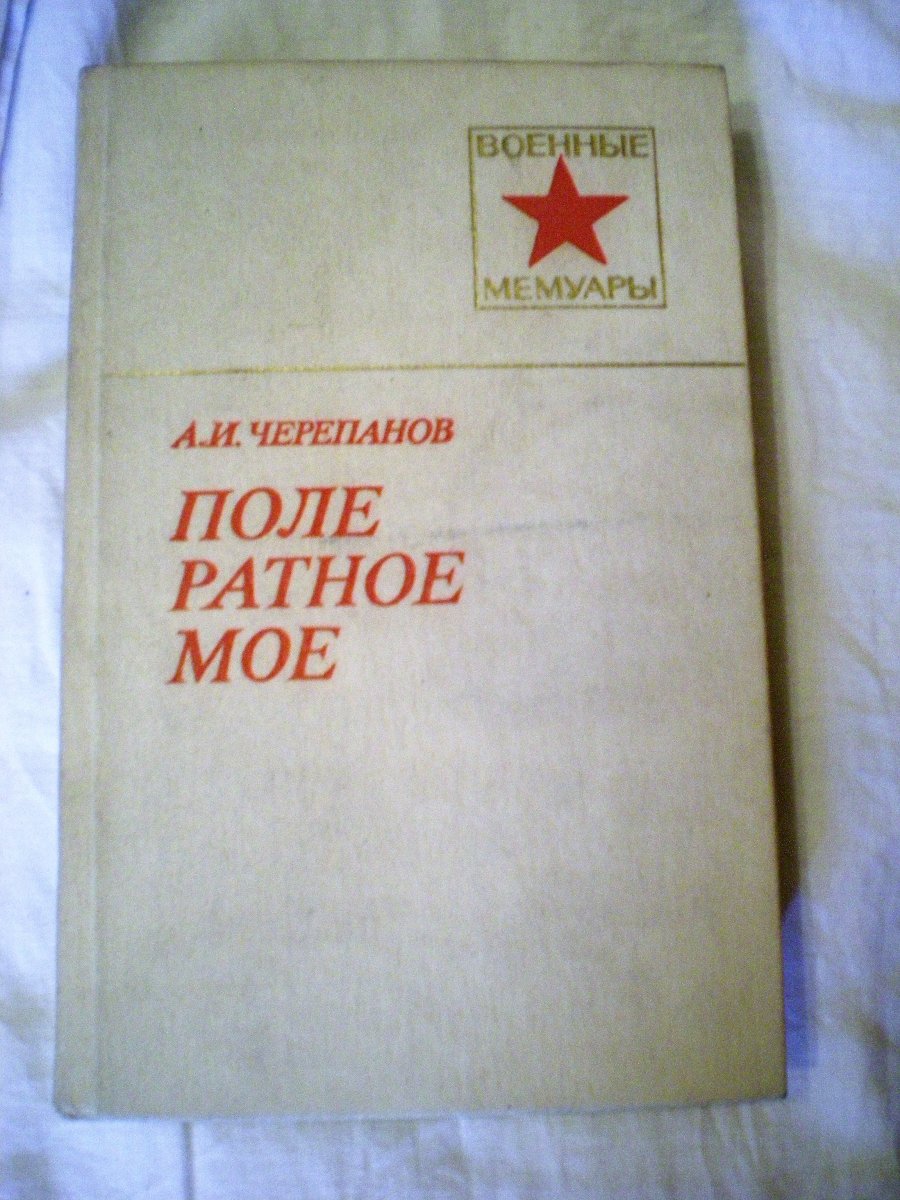 ВОЕННЫЕ
МЕМУАРЫ
А.И. ЧЕРЕПАНОВ
ПОЛЕ
РАТНОЕ
МОЕ